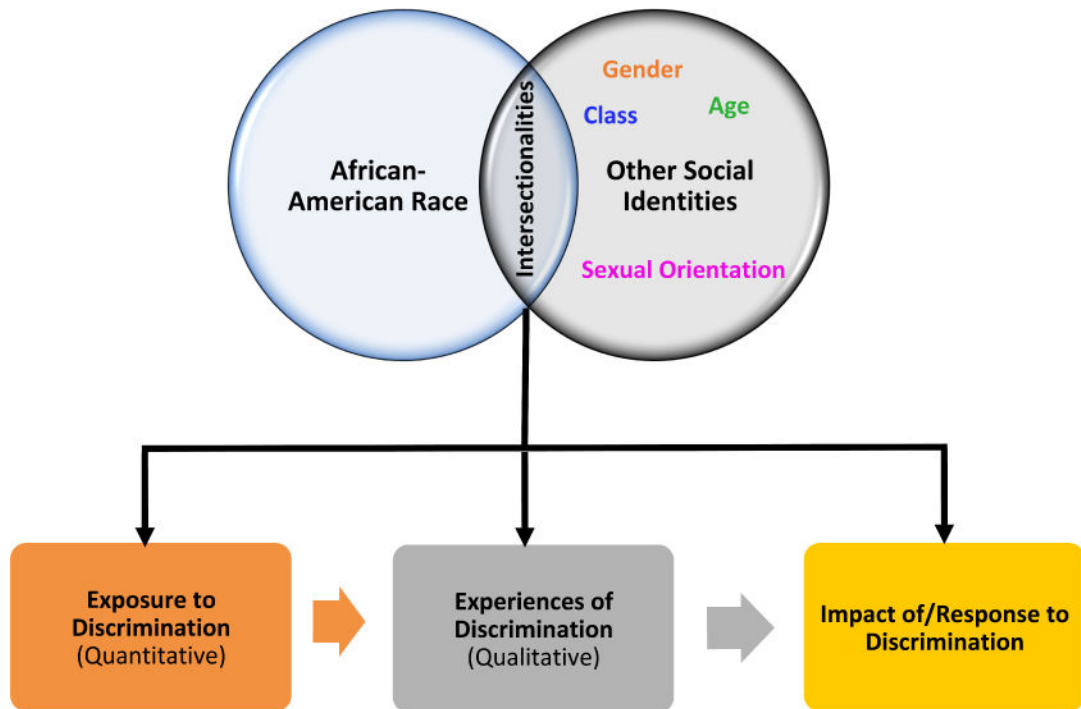 African-
American Race
Intersectionalities
Gender
Class
Age
Other Social
Identities
Sexual Orientation
Exposure to
Discrimination
(Quantitative)
Experiences of
Discrimination
(Qualitative)
Impact of/Response to
Discrimination